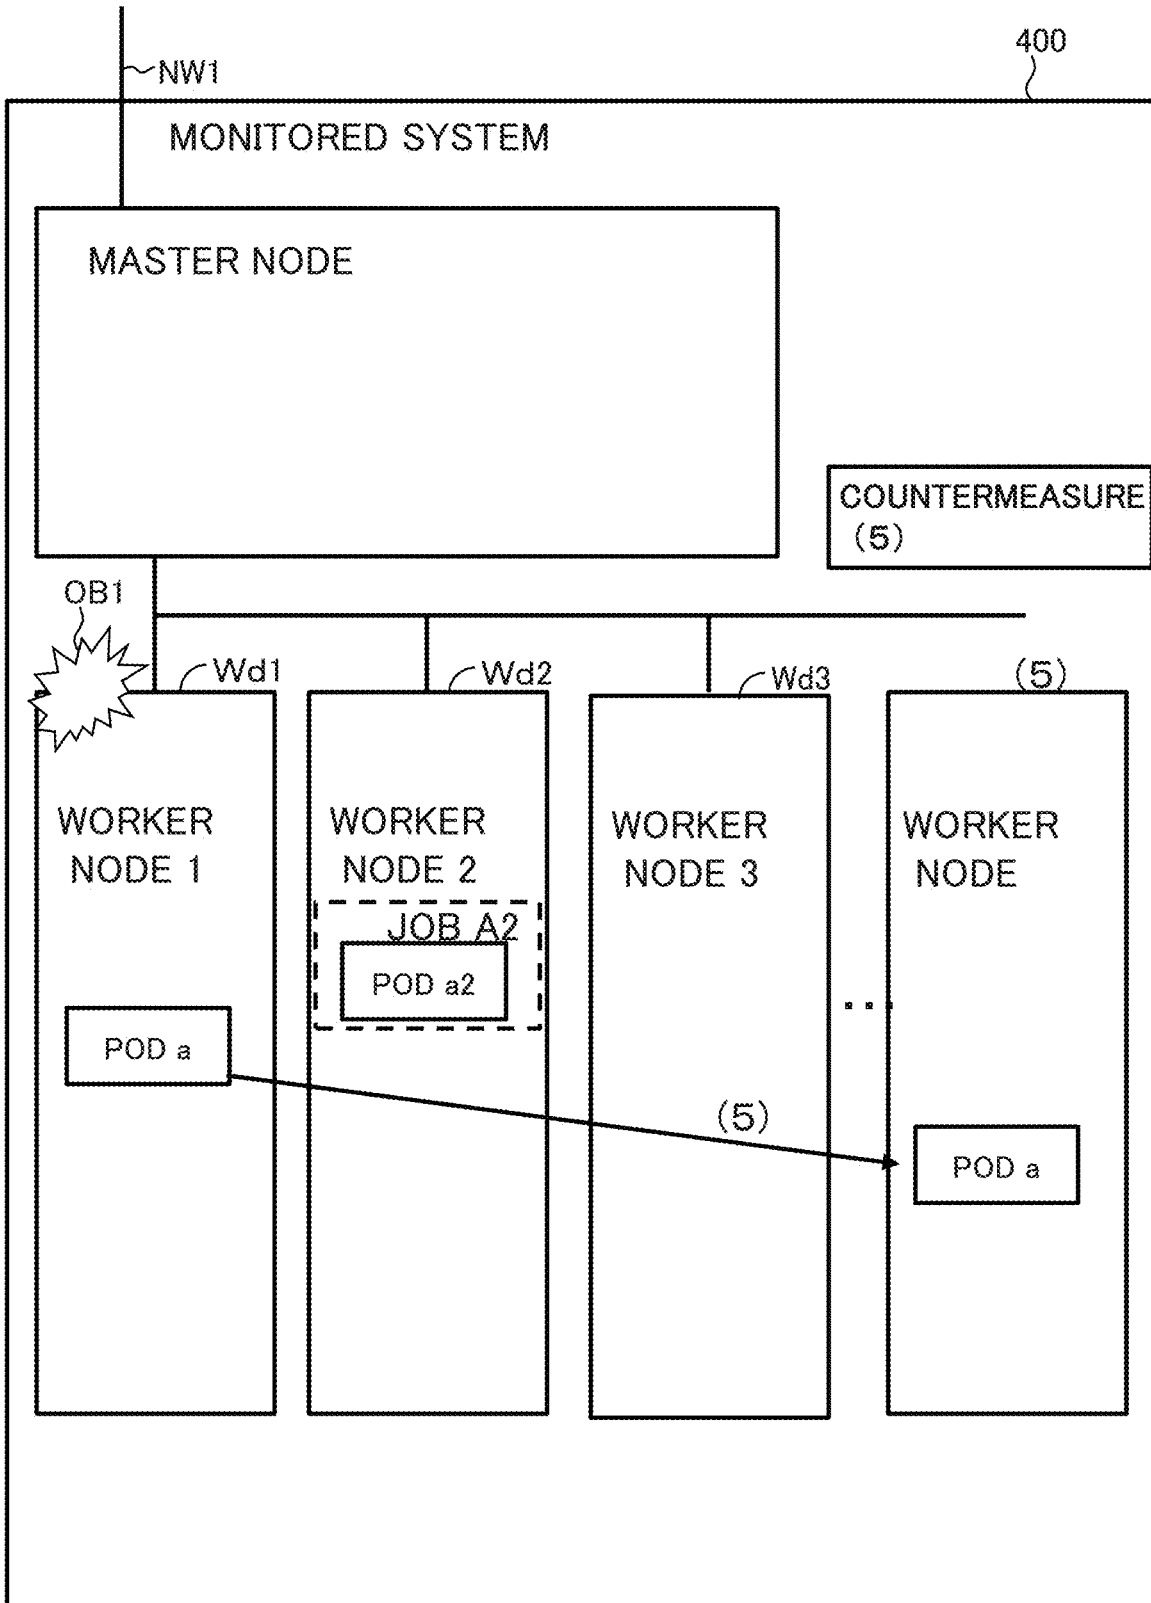 400
NW1
MONITORED SYSTEM
MASTER NODE
COUNTERMEASURE
(5)
OB1
Wd1
Wd2
Wd3
(5)
WORKER
NODE 1
WORKER
NODE 2
WORKER
NODE 3
WORKER
NODE
JOB A2
POD a2
...
POD a
(5)
POD a